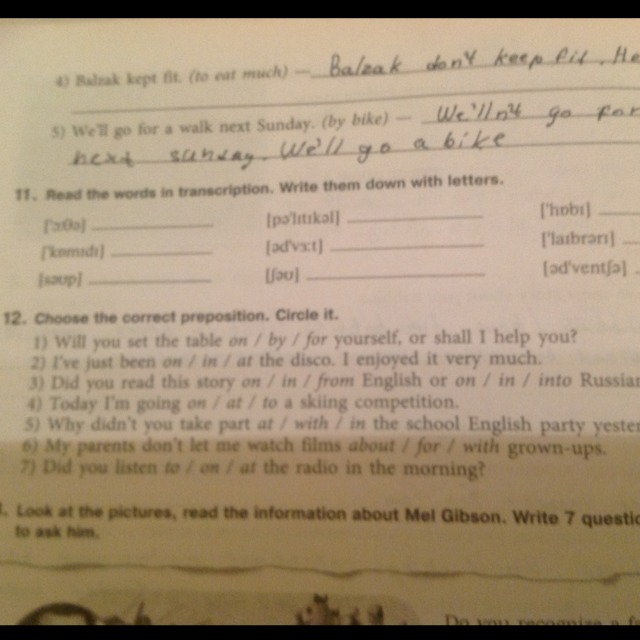 4) Balzak kept fit. (to eat much) — Balzak don't keep fit. He
5) We'll go for a walk next Sunday. (by bike) — We'lln't go for
next sunday. We'll go a bike
11. Read the words in transcription. Write them down with letters.
['ɔ:θə] [pə'lıtıkəl] ['hɒbı]
['kɒmıdı] [əd'vɜ:t] ['laıbrərı]
[səʊp] [ʃəʊ] [əd'ventʃə]
12. Choose the correct preposition. Circle it.
1) Will you set the table on / by / for yourself, or shall I help you?
2) I've just been on / in / at the disco. I enjoyed it very much.
3) Did you read this story on / in / from English or on / in / into Russian
4) Today I'm going on / at / to a skiing competition.
5) Why didn't you take part at / with / in the school English party yester
6) My parents don't let me watch films about / for / with grown-ups.
7) Did you listen to / on / at the radio in the morning?
. Look at the pictures, read the information about Mel Gibson. Write 7 questio
to ask him.
Do you recognise a f